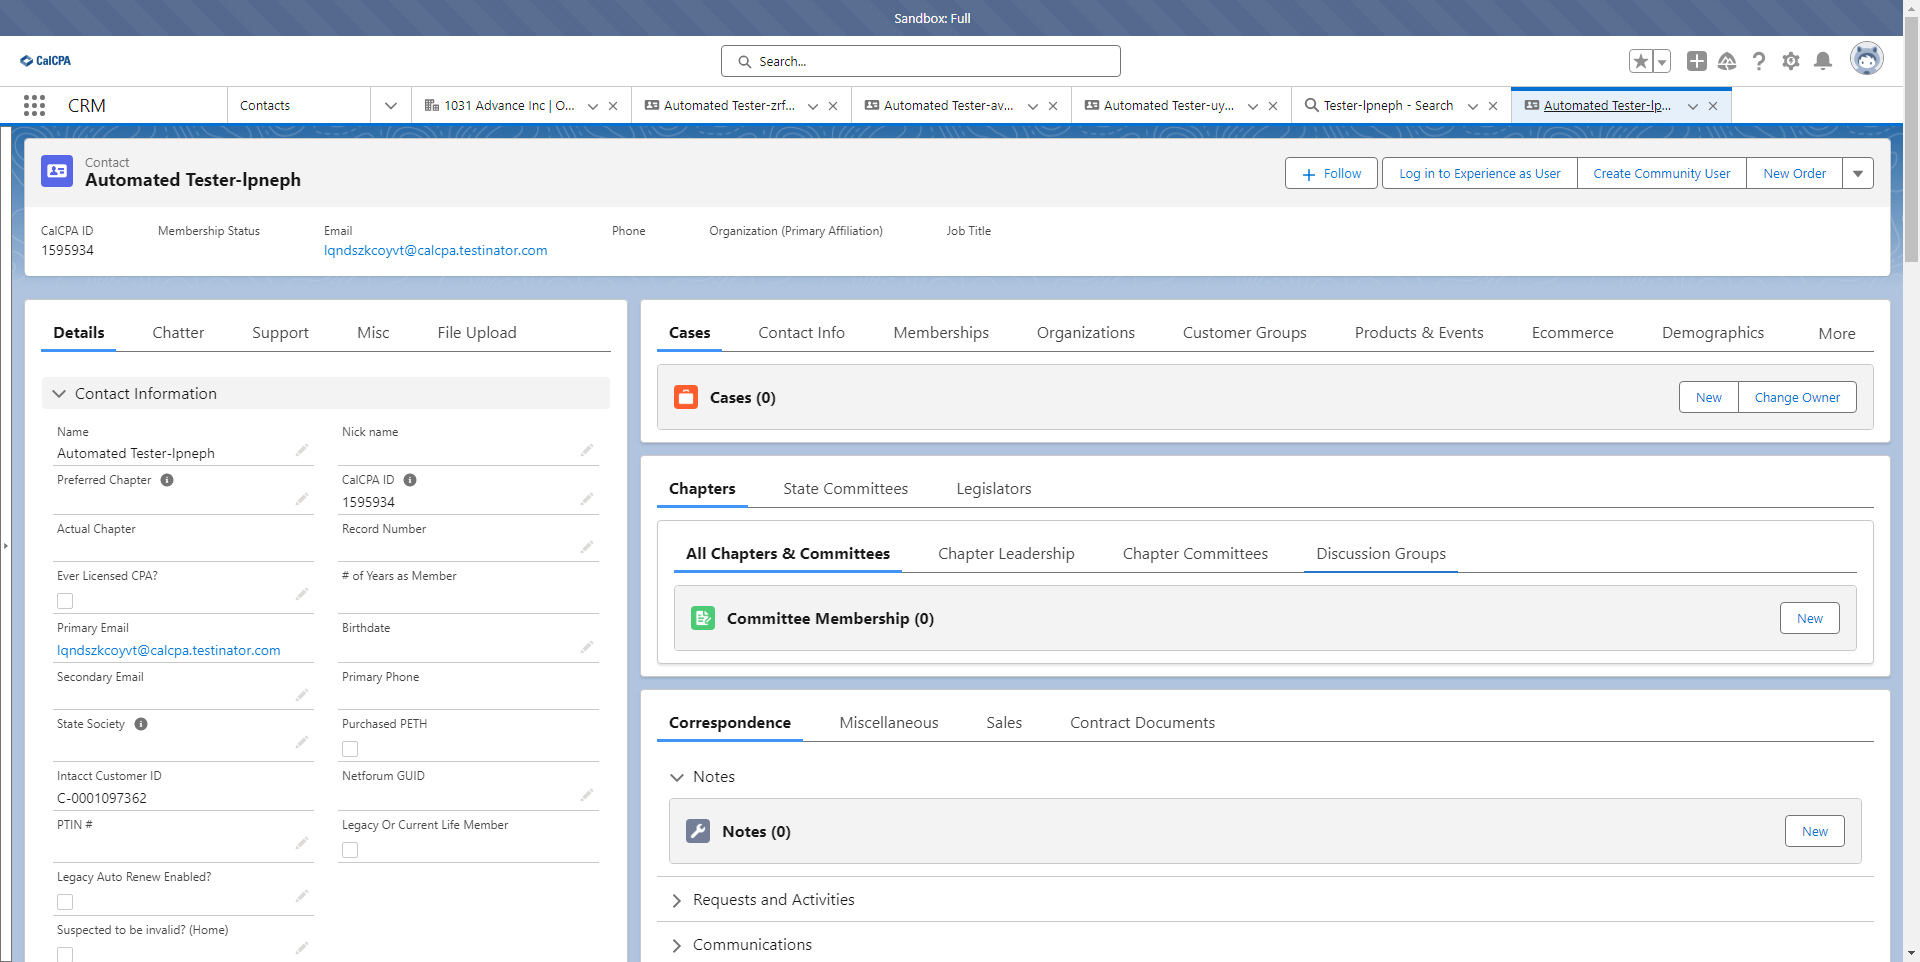 Sandbox: Full
CalCPA
Search...
CRM
Contacts
1031 Advance Inc | O...
Automated Tester-zrf...
Automated Tester-av...
Automated Tester-uy...
Tester-lpneph - Search
Automated Tester-lp...
Contact
Automated Tester-lpneph
Follow
Log in to Experience as User
Create Community User
New Order
CalCPA ID
1595934
Membership Status
Email
lqndszkcoyvt@calcpa.testinator.com
Phone
Organization (Primary Affiliation)
Job Title
Details
Chatter
Support
Misc
File Upload
Contact Information
Name
Automated Tester-lpneph
Nick name
Preferred Chapter
CalCPA ID
1595934
Actual Chapter
Record Number
Ever Licensed CPA?
# of Years as Member
Primary Email
lqndszkcoyvt@calcpa.testinator.com
Birthdate
Secondary Email
Primary Phone
State Society
Purchased PETH
Intacct Customer ID
C-0001097362
Netforum GUID
PTIN #
Legacy Or Current Life Member
Legacy Auto Renew Enabled?
Suspected to be invalid? (Home)
Cases
Contact Info
Memberships
Organizations
Customer Groups
Products & Events
Ecommerce
Demographics
More
Cases (0)
New
Change Owner
Chapters
State Committees
Legislators
All Chapters & Committees
Chapter Leadership
Chapter Committees
Discussion Groups
Committee Membership (0)
New
Correspondence
Miscellaneous
Sales
Contract Documents
Notes
Notes (0)
New
Requests and Activities
Communications